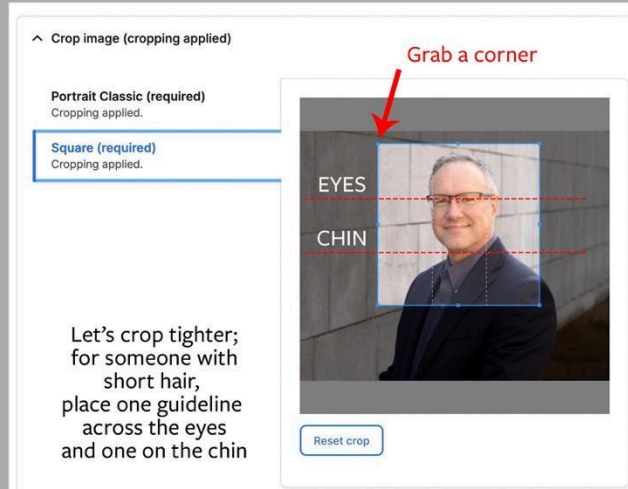 Crop image (cropping applied)
Grab a corner
Portrait Classic (required)
Cropping applied.
Square (required)
Cropping applied.
EYES
CHIN
Let's crop tighter;
for someone with
short hair,
place one guideline
across the eyes
and one on the chin
Reset crop